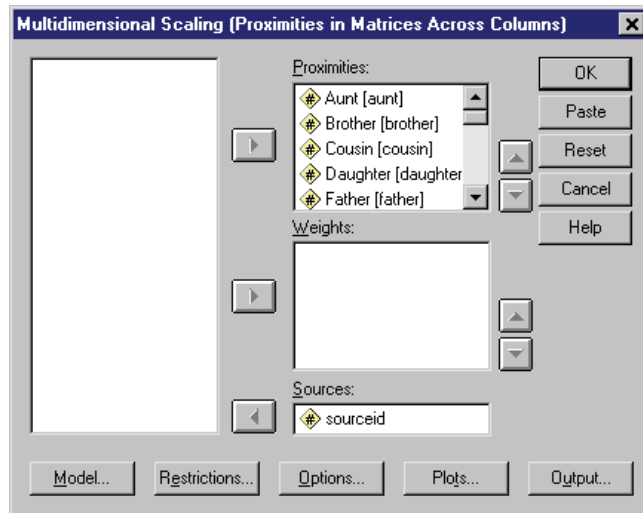 Multidimensional Scaling (Proximities in Matrices Across Columns)
Proximities:
Aunt [aunt]
Brother [brother]
Cousin [cousin]
Daughter [daughter
Father [father]
Weights:
Sources:
sourceid
OK
Paste
Reset
Cancel
Help
Model...
Restrictions...
Options...
Plots...
Output...